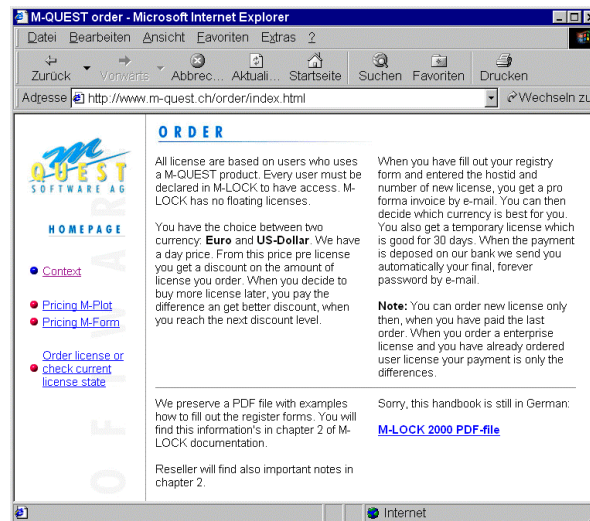 M-QUEST order - Microsoft Internet Explorer
Datei Bearbeiten Ansicht Favoriten Extras ?
Zurück Vorwärts Abbrec... Aktuali... Startseite Suchen Favoriten Drucken
Adresse http://www.m-quest.ch/order/index.html Wechseln zu
m
QUEST
SOFTWARE AG
HOMEPAGE
Context
Pricing M-Plot
Pricing M-Form
Order license or
check current
license state
ORDER
All license are based on users who uses
a M-QUEST product. Every user must be
declared in M-LOCK to have access. M-
LOCK has no floating licenses.
You have the choice between two
currency: Euro and US-Dollar. We have
a day price. From this price pre license
you get a discount on the amount of
license you order. When you decide to
buy more license later, you pay the
difference an get better discount, when
you reach the next discount level.
When you have fill out your registry
form and entered the hostid and
number of new license, you get a pro
forma invoice by e-mail. You can then
decide which currency is best for you.
You also get a temporary license which
is good for 30 days. When the payment
is deposed on our bank we send you
automatically your final, forever
password by e-mail.
Note: You can order new license only
then, when you have paid the last
order. When you order a enterprise
license and you have already ordered
user license your payment is only the
differences.
We preserve a PDF file with examples
how to fill out the register forms. You will
find this information's in chapter 2 of M-
LOCK documentation.
Reseller will find also important notes in
chapter 2.
Sorry, this handbook is still in German:
M-LOCK 2000 PDF-file
Internet